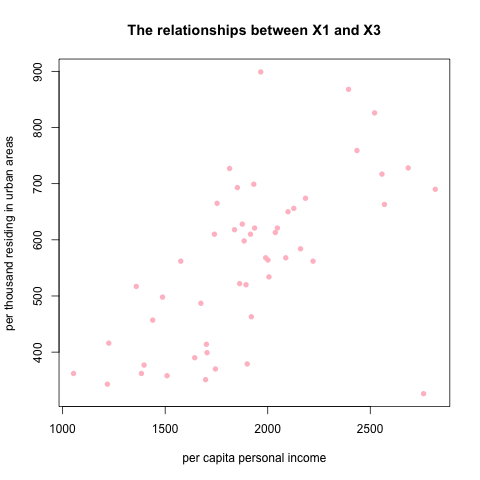 The relationships between X1 and X3
per thousand residing in urban areas
900
800
700
600
500
400
1000 1500 2000 2500
per capita personal income